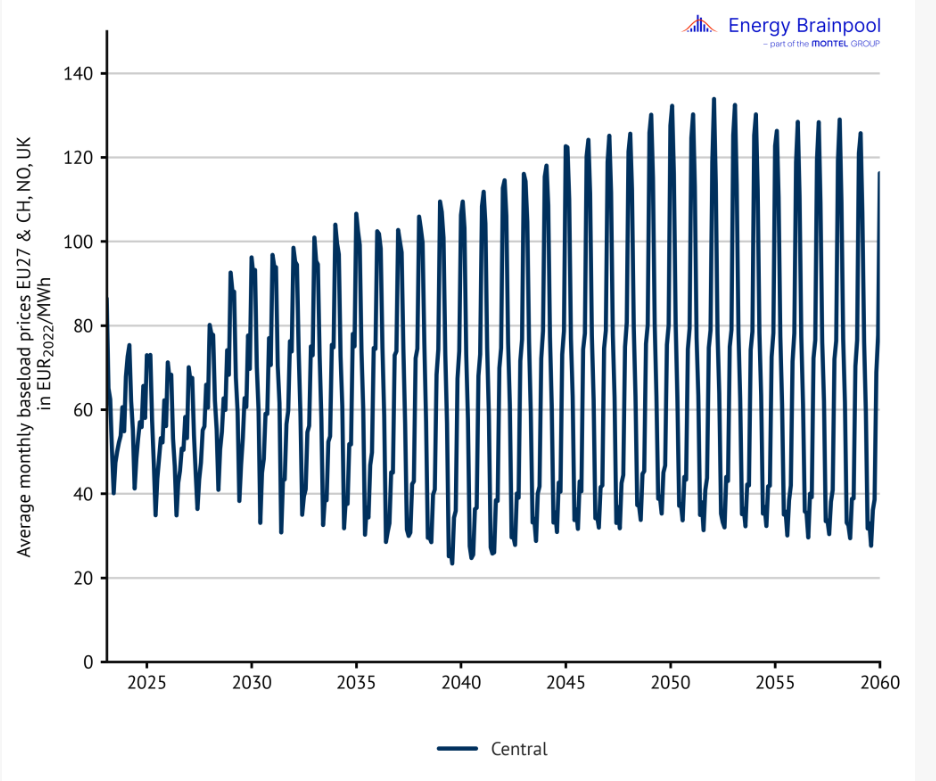 Energy Brainpool
– part of the MONTEL GROUP
Average monthly baseload prices EU27 & CH, NO, UK
in EUR2022/MWh
140
120
100
80
60
40
20
0
2025 2030 2035 2040 2045 2050 2055 2060
Central